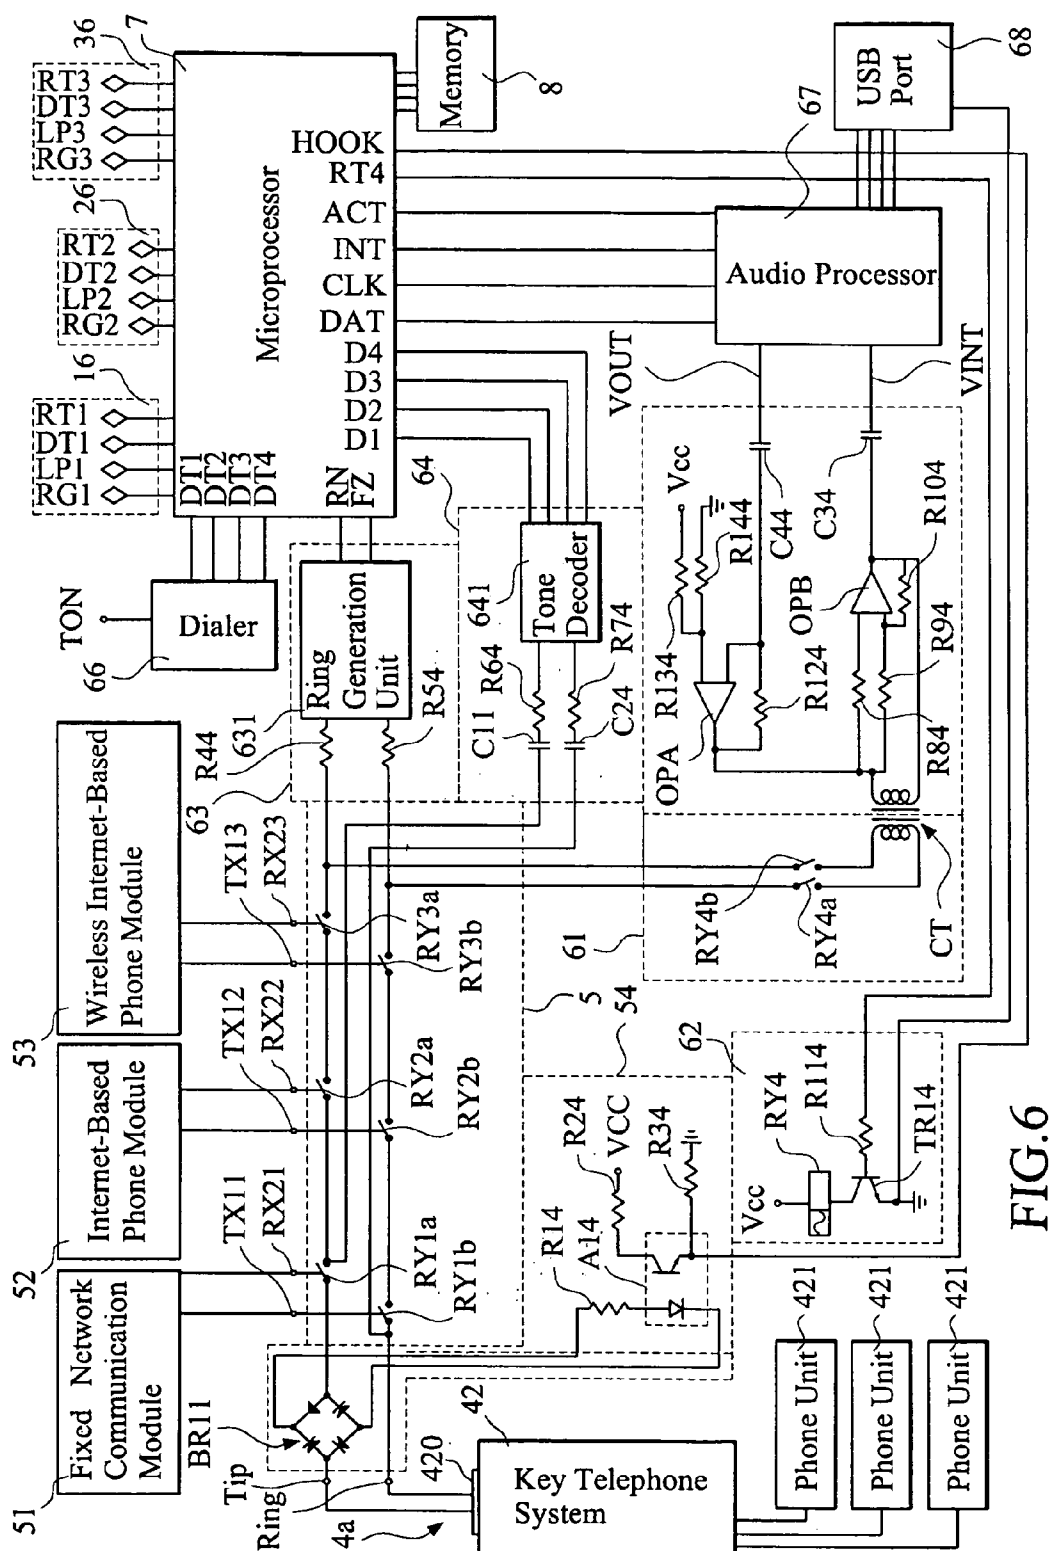 51
Fixed Network
Communication
Module
52
Internet-Based
Phone Module
53
Wireless Internet-Based
Phone Module
66
TON
Dialer
DT1
DT2
DT3
DT4
16
RG1
LP1
DT1
RT1
26
RG2
LP2
DT2
RT2
36
RG3
LP3
DT3
RT3
7
Microprocessor
RN
FZ
D1
D2
D3
D4
DAT
CLK
INT
ACT
RT4
HOOK
Memory
8
TX11
RX21
TX12
RX22
TX13
RX23
RY1a
RY1b
RY2a
RY2b
RY3a
RY3b
63
R44
631
Ring
Generation
Unit
R54
64
641
Tone
Decoder
C11
R64
C24
R74
BR11
Tip
Ring
4a
420
42
Key Telephone
System
5
54
R14
R24
VCC
A14
R34
61
RY4b
RY4a
CT
OPA
R134
Vcc
R144
R124
C44
VOUT
OPB
R84
R94
R104
C34
VINT
67
Audio Processor
USB
Port
68
62
Vcc
RY4
R114
TR14
Phone Unit
421
Phone Unit
421
Phone Unit
421
FIG.6